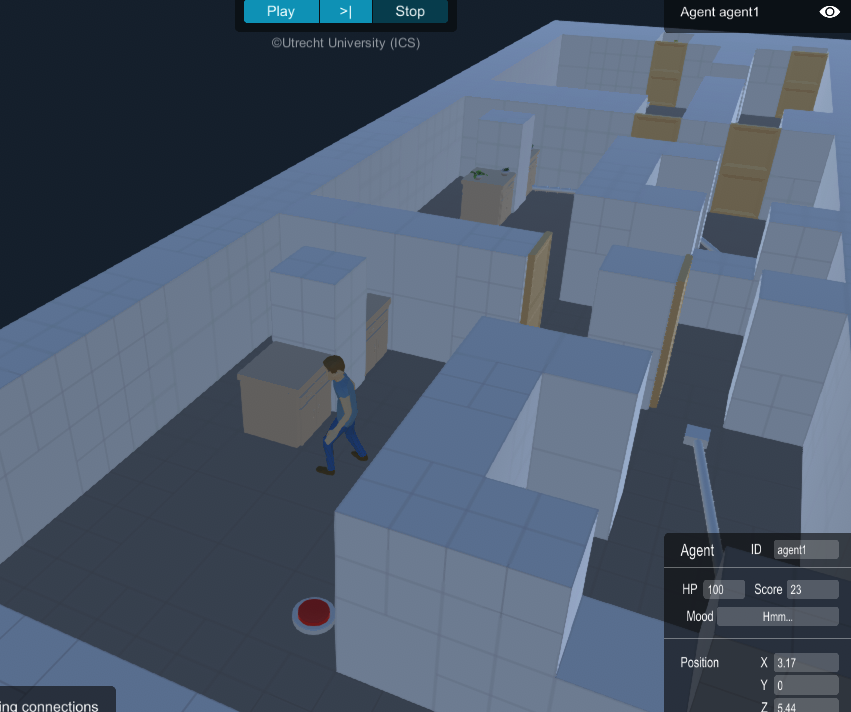 Play >| Stop
Agent agent1
©Utrecht University (ICS)
Agent ID agent1
HP 100 Score 23
Mood Hmm...
Position X 3.17
Y 0
Z 5.44
ing connections